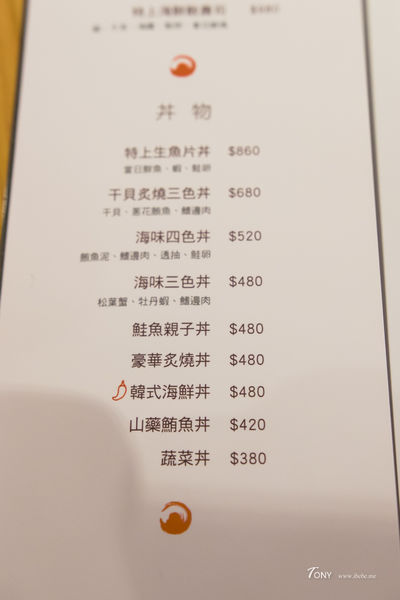 丼 物
特上生魚片丼 $860
當日鮮魚、蝦、鮭卵
干貝炙燒三色丼 $680
干貝、蔥花鮪魚、鰭邊肉
海味四色丼 $520
鮪魚泥、鰭邊肉、透抽、鮭卵
海味三色丼 $480
松葉蟹、牡丹蝦、鰭邊肉
鮭魚親子丼 $480
豪華炙燒丼 $480
韓式海鮮丼 $480
山藥鮪魚丼 $420
蔬菜丼 $380
TONY www.ibebe.me